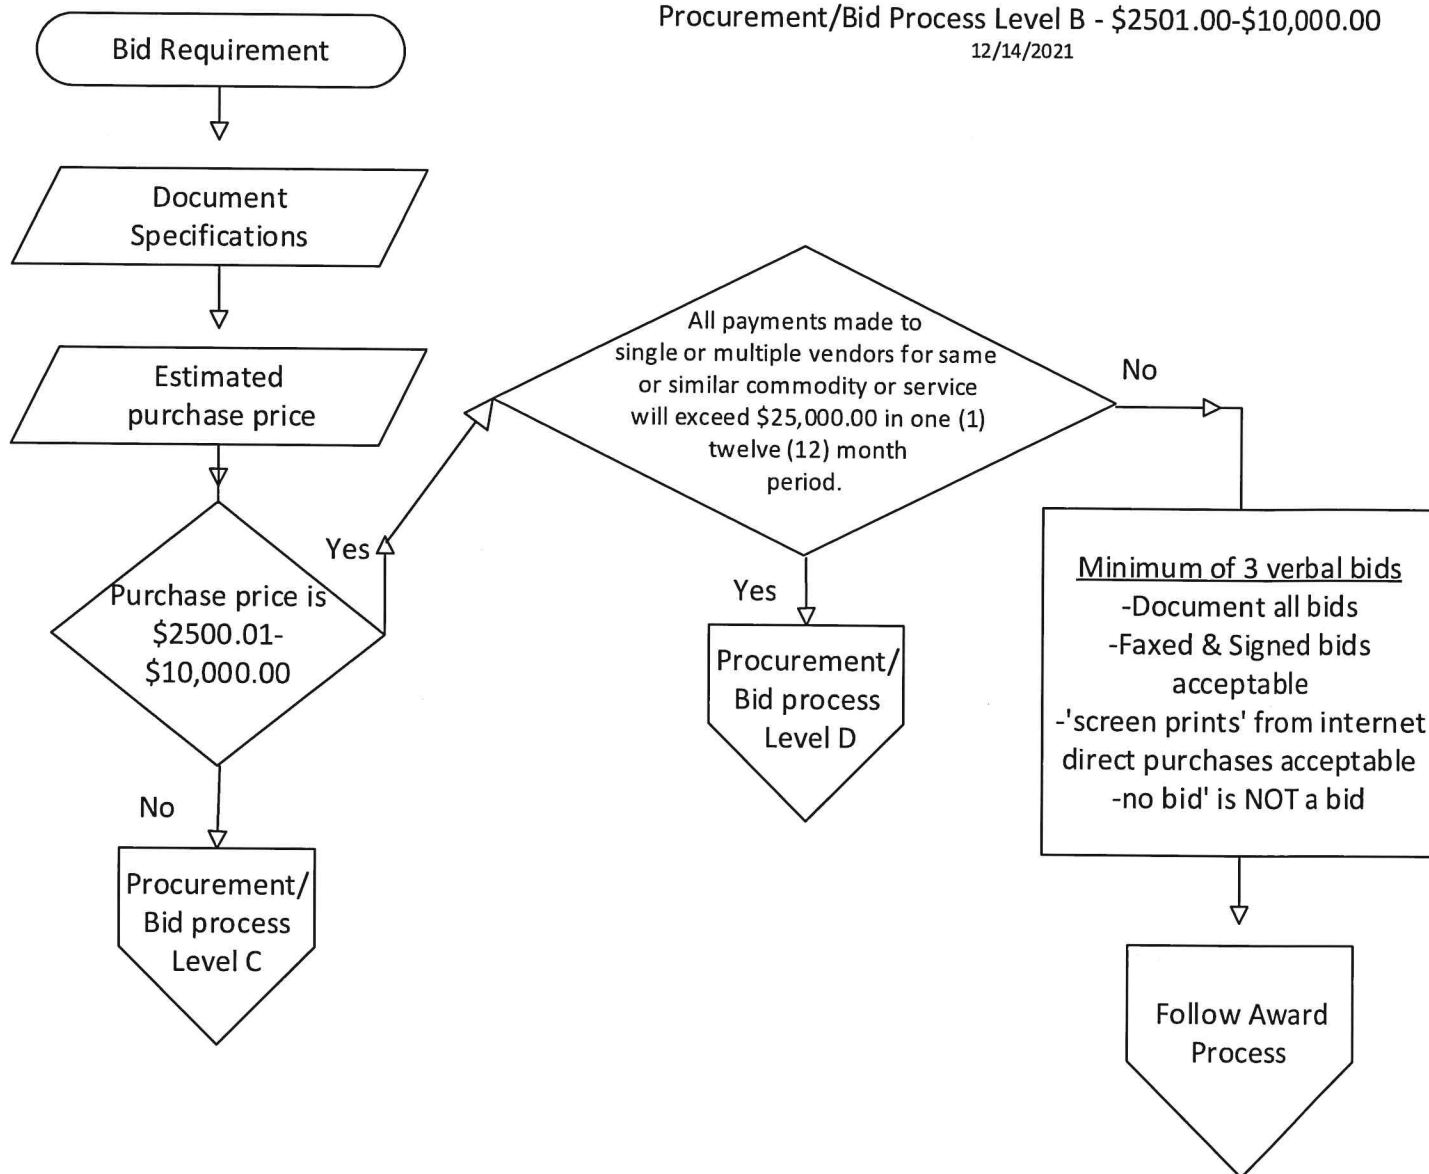 Procurement/Bid Process Level B - $2501.00-$10,000.00
12/14/2021
Bid Requirement
Document
Specifications
Estimated
purchase price
Purchase price is
$2500.01-
$10,000.00
Yes
No
Procurement/
Bid process
Level C
All payments made to
single or multiple vendors for same
or similar commodity or service
will exceed $25,000.00 in one (1)
twelve (12) month
period.
Yes
Procurement/
Bid process
Level D
No
Minimum of 3 verbal bids
-Document all bids
-Faxed & Signed bids
acceptable
-'screen prints' from internet
direct purchases acceptable
-no bid' is NOT a bid
Follow Award
Process